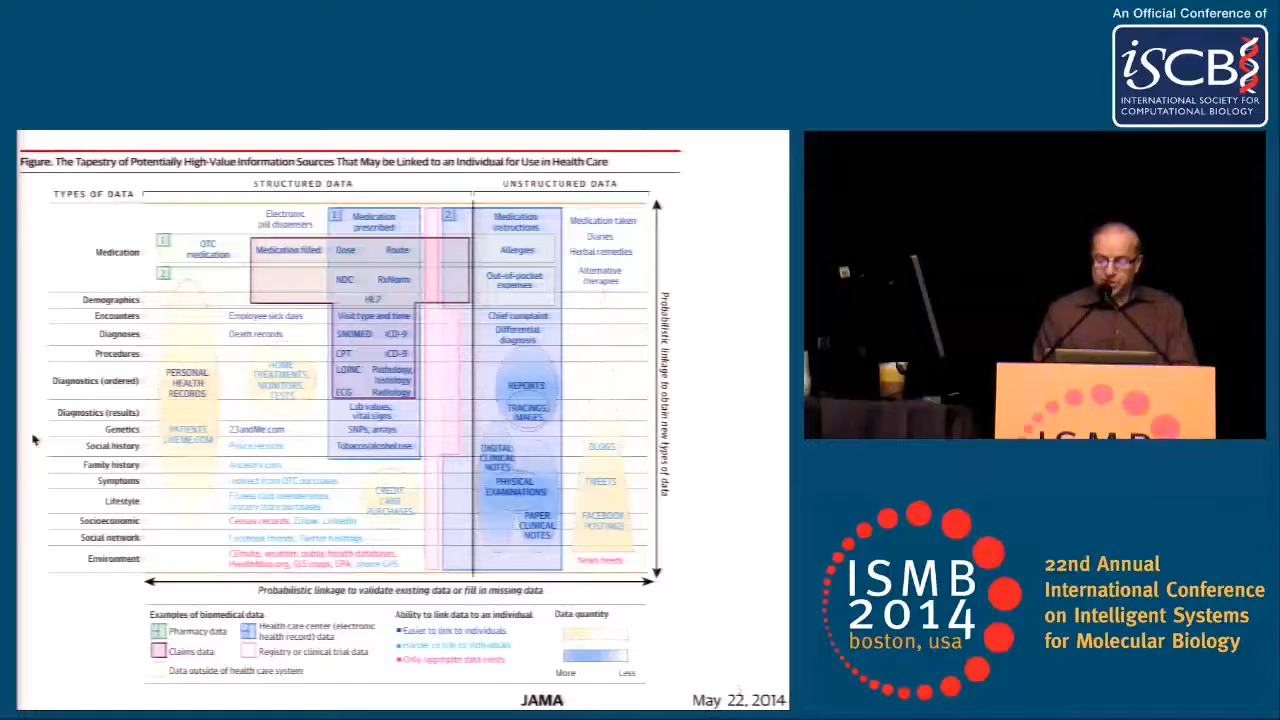 An Official Conference of
iSCB
INTERNATIONAL SOCIETY FOR
COMPUTATIONAL BIOLOGY
Figure. The Tapestry of Potentially High-Value Information Sources That May be Linked to an Individual for Use in Health Care
TYPES OF DATA
STRUCTURED DATA
UNSTRUCTURED DATA
Medication
1
2
OTC
medication
Electronic
pill dispensers
Medication filled
1
Medication
prescribed
Dose Route
NDC RxNorm
HL7
2
Medication
instructions
Allergies
Out-of-pocket
expenses
Medication taken
Diaries
Herbal remedies
Alternative
therapies
Demographics
Encounters Employee sick days Visit type and time Chief complaint
Diagnoses Death records SNOMED ICD-9 Differential
diagnosis
Procedures CPT ICD-9
Diagnostics (ordered)
PERSONAL
HEALTH
RECORDS
HOME
TREATMENTS,
MONITORS,
TESTS
LOINC Pathology,
histology
ECG Radiology
REPORTS
TRACINGS,
IMAGES
Diagnostics (results) Lab values,
vital signs
Genetics 23andMe.com SNPs, arrays
PATIENTS
LIKEME.COM
Social history Police records Tobacco/alcohol use
DIGITAL
CLINICAL
NOTES
BLOGS
Family history Ancestry.com
Symptoms Indirect from OTC purchases
PHYSICAL
EXAMINATIONS
TWEETS
Lifestyle Fitness club memberships,
grocery store purchases
CREDIT
CARD
PURCHASES
Socioeconomic Census records, Zillow, LinkedIn
PAPER
CLINICAL
NOTES
FACEBOOK
POSTINGS
Social network Facebook friends, Twitter hashtags
Environment Climate, weather, public health databases,
HealthMap.org, GIS maps, EPA, phone GPS
News feeds
Probabilistic linkage to obtain new types of data
Probabilistic linkage to validate existing data or fill in missing data
Examples of biomedical data
Pharmacy data
Health care center (electronic
health record) data
Claims data
Registry or clinical trial data
Data outside of health care system
Ability to link data to an individual
Easier to link to individuals
Harder to link to individuals
Only aggregate data exists
Data quantity
More Less
JAMA
May 22, 2014
ISMB
ISMB
2014
boston, usa
22nd Annual
International Conference
on Intelligent Systems
for Molecular Biology